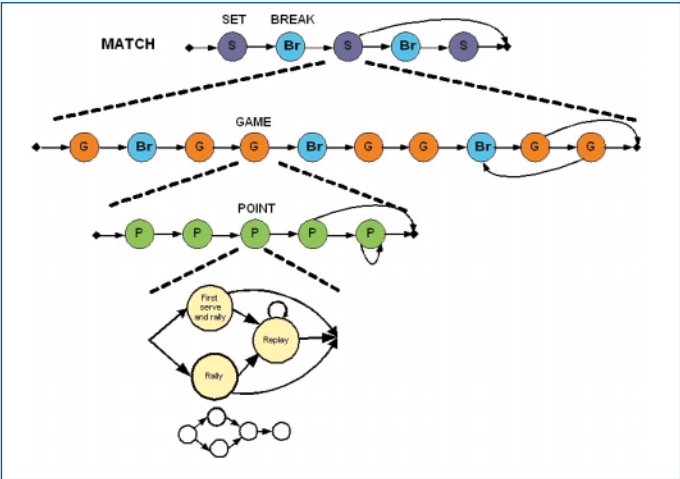 SET BREAK
MATCH S Br S Br S
GAME
G Br G G Br G G Br G G
POINT
P P P P P
First
serve
and rally
Replay
Rally